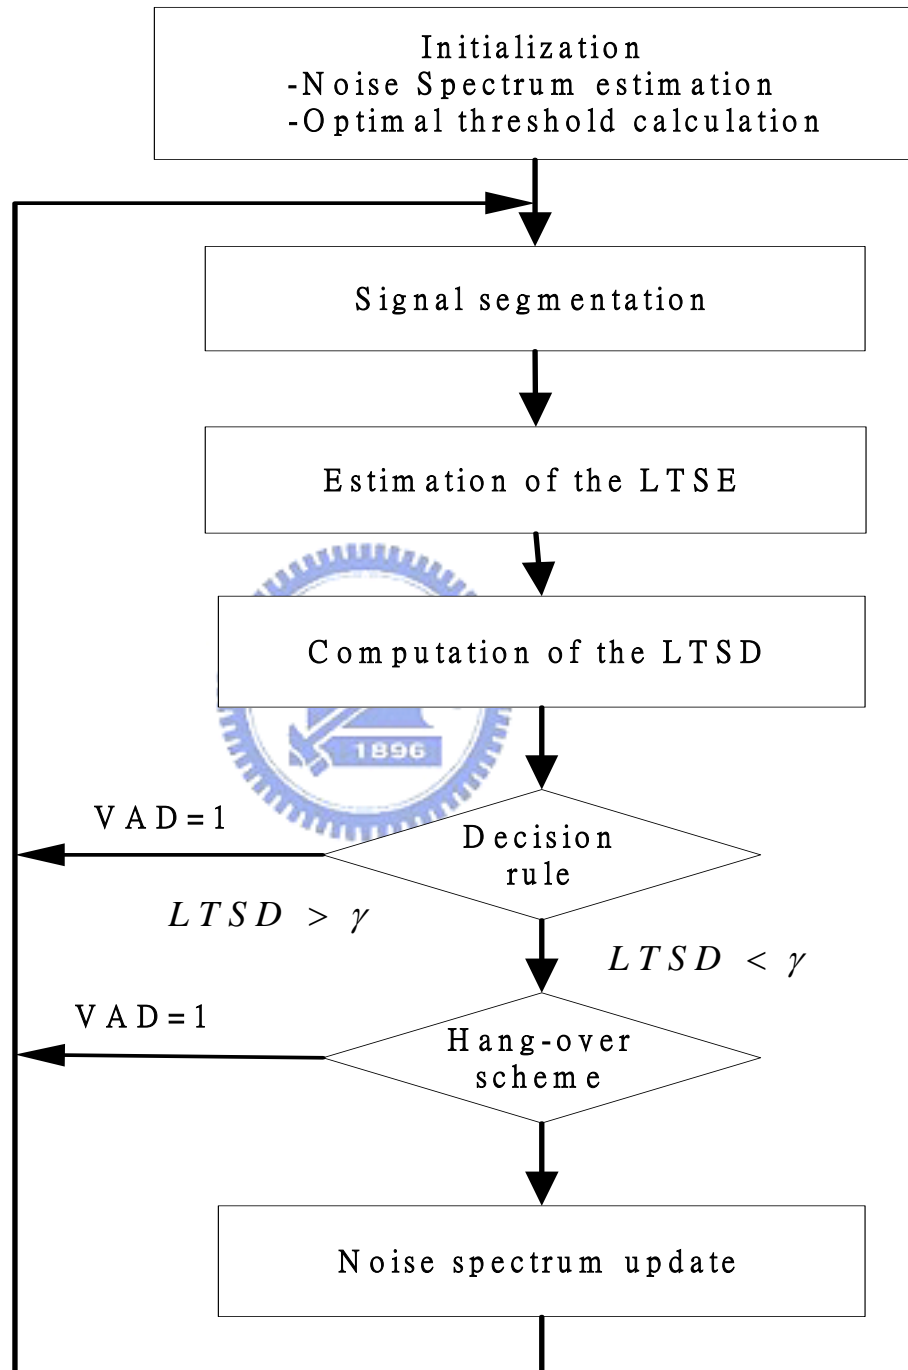 Initialization
-Noise Spectrum estimation
-Optimal threshold calculation
Signal segmentation
Estimation of the LTSE
Computation of the LTSD
1896
VAD=1
Decision
rule
LTSD > γ
LTSD < γ
VAD=1
Hang-over
scheme
Noise spectrum update